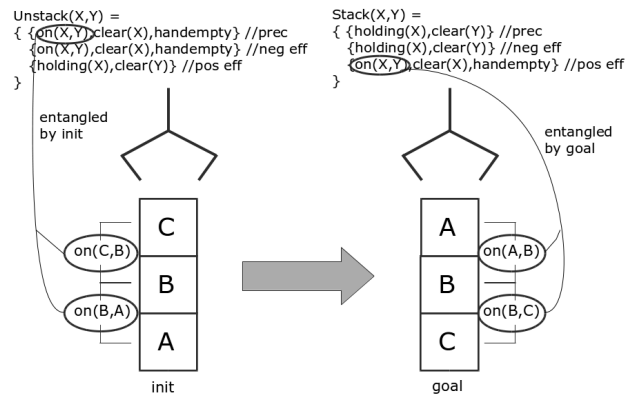 Unstack(X,Y) =
{ {on(X,Y),clear(X),handempty} //prec
{on(X,Y),clear(X),handempty} //neg eff
{holding(X),clear(Y)} //pos eff
}
entangled
by init
on(C,B)
on(B,A)
C
B
A
init
Stack(X,Y) =
{ {holding(X),clear(Y)} //prec
{holding(X),clear(Y)} //neg eff
{on(X,Y),clear(X),handempty} //pos eff
}
entangled
by goal
A
B
C
on(A,B)
on(B,C)
goal